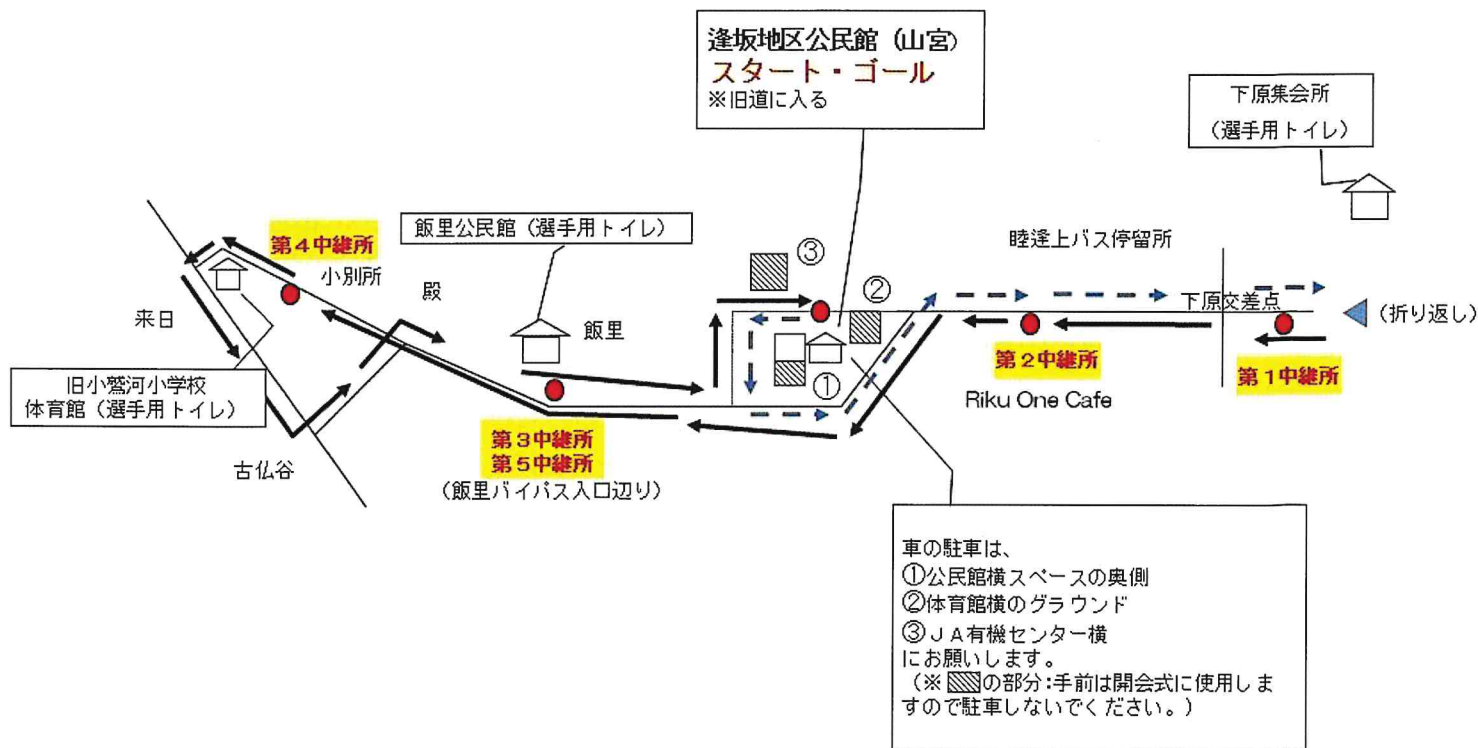 逢坂地区公民館（山宮）
スタート・ゴール
※旧道に入る
下原集会所
（選手用トイレ）
飯里公民館（選手用トイレ）
第４中継所
小別所
殿
飯里
③
②
①
睦逢上バス停留所
下原交差点
（折り返し）
来日
第２中継所
第１中継所
Riku One Cafe
旧小鷲河小学校
体育館（選手用トイレ）
古仏谷
第３中継所
第５中継所
（飯里バイパス入口辺り）
車の駐車は、
①公民館横スペースの奥側
②体育館横のグラウンド
③ＪＡ有機センター横
にお願いします。
（※ の部分：手前は開会式に使用しま
すので駐車しないでください。）